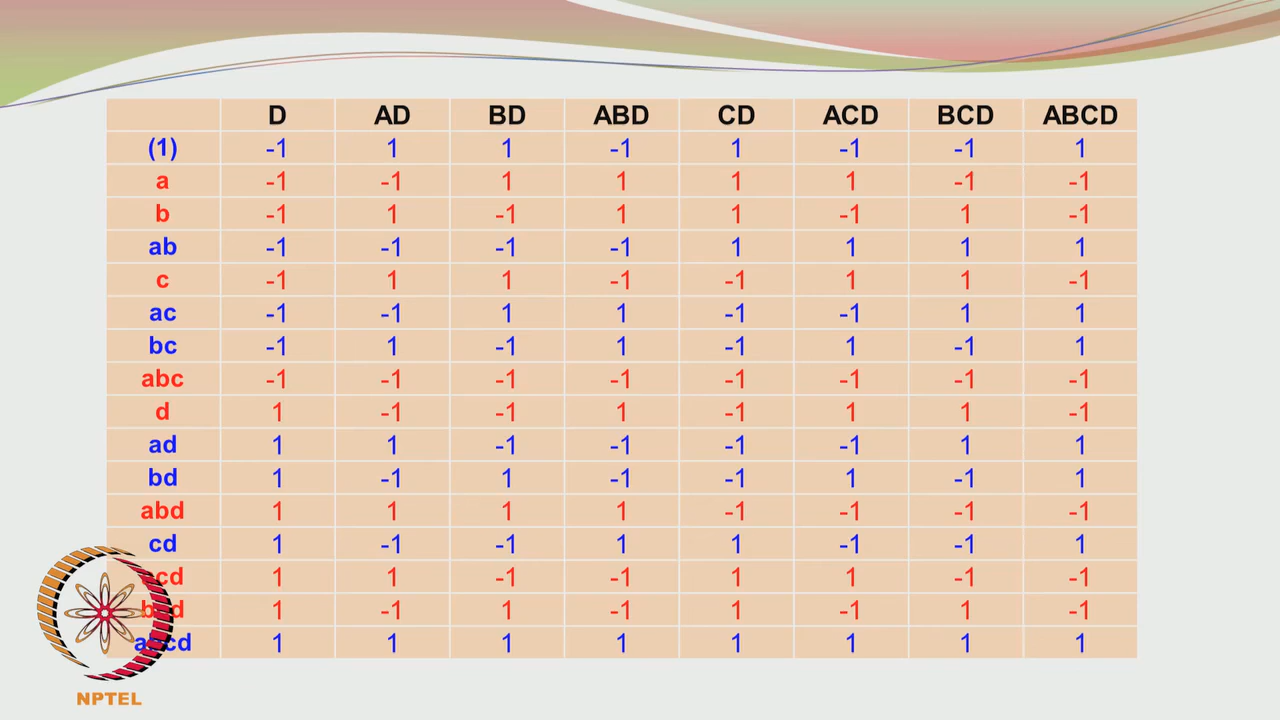 D AD BD ABD CD ACD BCD ABCD
(1) -1 1 1 -1 1 -1 -1 1
a -1 -1 1 1 1 1 -1 -1
b -1 1 -1 1 1 -1 1 -1
ab -1 -1 -1 -1 1 1 1 1
c -1 1 1 -1 -1 1 1 -1
ac -1 -1 1 1 -1 -1 1 1
bc -1 1 -1 1 -1 1 -1 1
abc -1 -1 -1 -1 -1 -1 -1 -1
d 1 -1 -1 1 -1 1 1 -1
ad 1 1 -1 -1 -1 -1 1 1
bd 1 -1 1 -1 -1 1 -1 1
abd 1 1 1 1 -1 -1 -1 -1
cd 1 -1 -1 1 1 -1 -1 1
acd 1 1 -1 -1 1 1 -1 -1
bcd 1 -1 1 -1 1 -1 1 -1
abcd 1 1 1 1 1 1 1 1
NPTEL